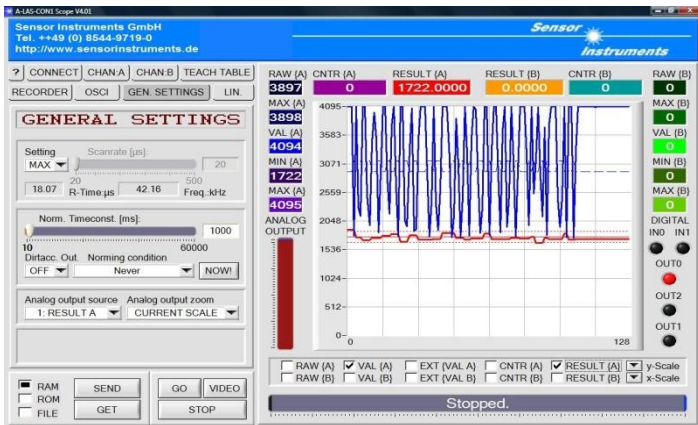 A-LAS-CON1 Scope V4.01
Sensor Instruments GmbH
Tel. ++49 (0) 8544-9719-0
http://www.sensorinstruments.de
Sensor
Instruments
? CONNECT CHAN:A CHAN:B TEACH TABLE
RECORDER OSCI GEN. SETTINGS LIN.
GENERAL SETTINGS
Setting Scanrate [µs]:
MAX 20
20 500
18.07 R-Time:µs 42.16 Freq.:kHz
Norm. Timeconst. [ms]:
1000
10 60000
Dirtacc. Out. Norming condition
OFF Never NOW!
Analog output source Analog output zoom
1: RESULT A CURRENT SCALE
RAM SEND GO VIDEO
ROM
FILE GET STOP
RAW {A} CNTR {A} RESULT {A} RESULT {B} CNTR {B} RAW {B}
3897 0 1722.0000 0.0000 0 0
MAX {A} MAX {B}
3898 0
VAL {A} VAL {B}
4094 0
MIN {A} MIN {B}
1722 0
MAX {A} MAX {B}
4095 0
ANALOG OUTPUT
DIGITAL
IN0 IN1
OUT0
OUT2
OUT1
4095-
3583-
3071-
2559-
2048-
1536-
1024-
512-
0-
0 128
RAW {A} VAL {A} EXT {VAL A} CNTR {A} RESULT {A} y-Scale
RAW {B} VAL {B} EXT {VAL B} CNTR {B} RESULT {B} x-Scale
Stopped.